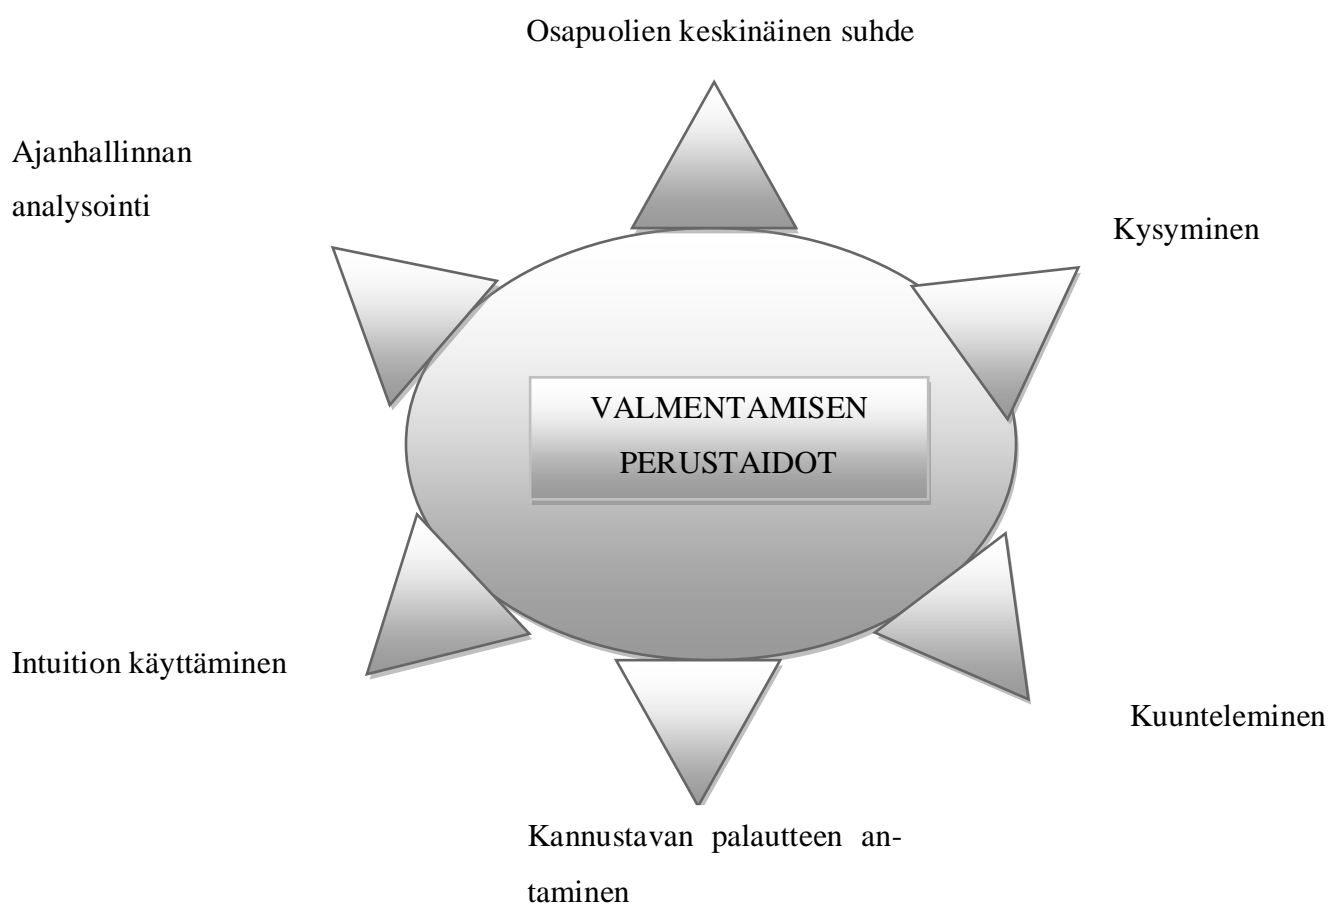 Osapuolien keskinäinen suhde
Ajanhallinnan
analysointi
Kysyminen
VALMENTAMISEN
PERUSTAIDOT
Intuition käyttäminen
Kuunteleminen
Kannustavan palautteen an-
taminen